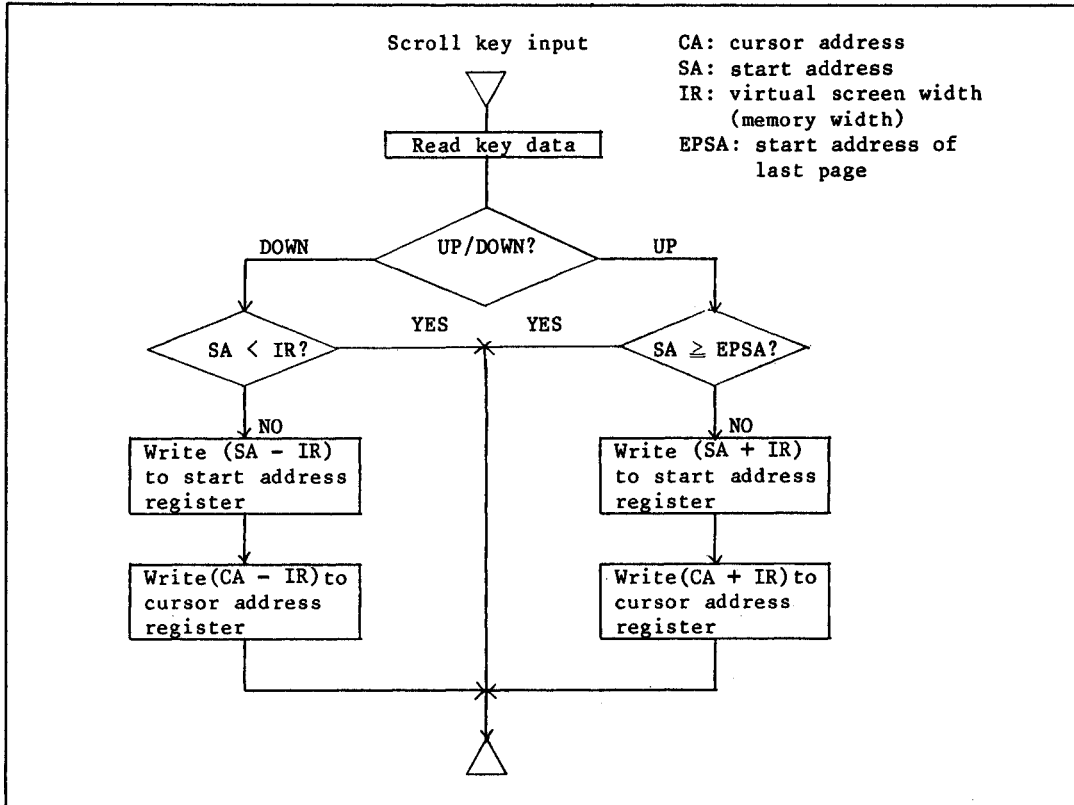 Scroll key input
CA: cursor address
SA: start address
IR: virtual screen width
(memory width)
EPSA: start address of
last page
Read key data
UP/DOWN?
DOWN
UP
YES
YES
SA < IR?
SA ≧ EPSA?
NO
NO
Write (SA - IR)
to start address
register
Write (SA + IR)
to start address
register
Write(CA - IR)to
cursor address
register
Write(CA + IR)to
cursor address
register